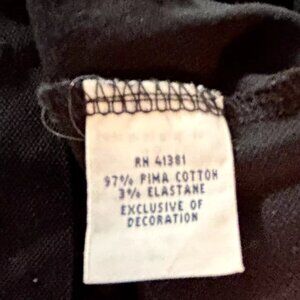 RN 41381
97% PIMA COTTON
3% ELASTANE
EXCLUSIVE OF
DECORATION